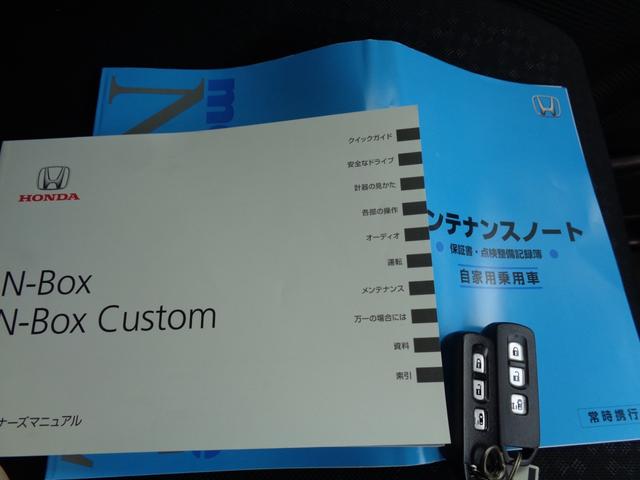 HONDA
N-Box
N-Box Custom
ナーズマニュアル
クイックガイド
安全なドライブ
計器の見かた
各部の操作
オーディオ
運転
メンテナンス
万一の場合には
資料
索引
ンテナンスノート
保証書・点検整備記録簿
自家用乗用車
常時携行